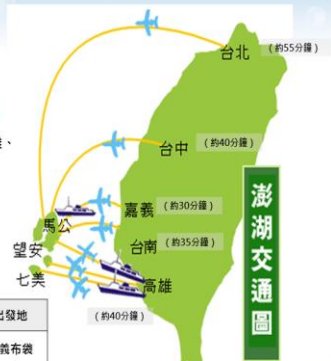 台北 (約55分鐘)
、
台中 (約40分鐘)
馬公
嘉義 (約30分鐘)
望安
台南 (約35分鐘)
七美
高雄
(約40分鐘)
澎湖交通圖
出發地
義布袋